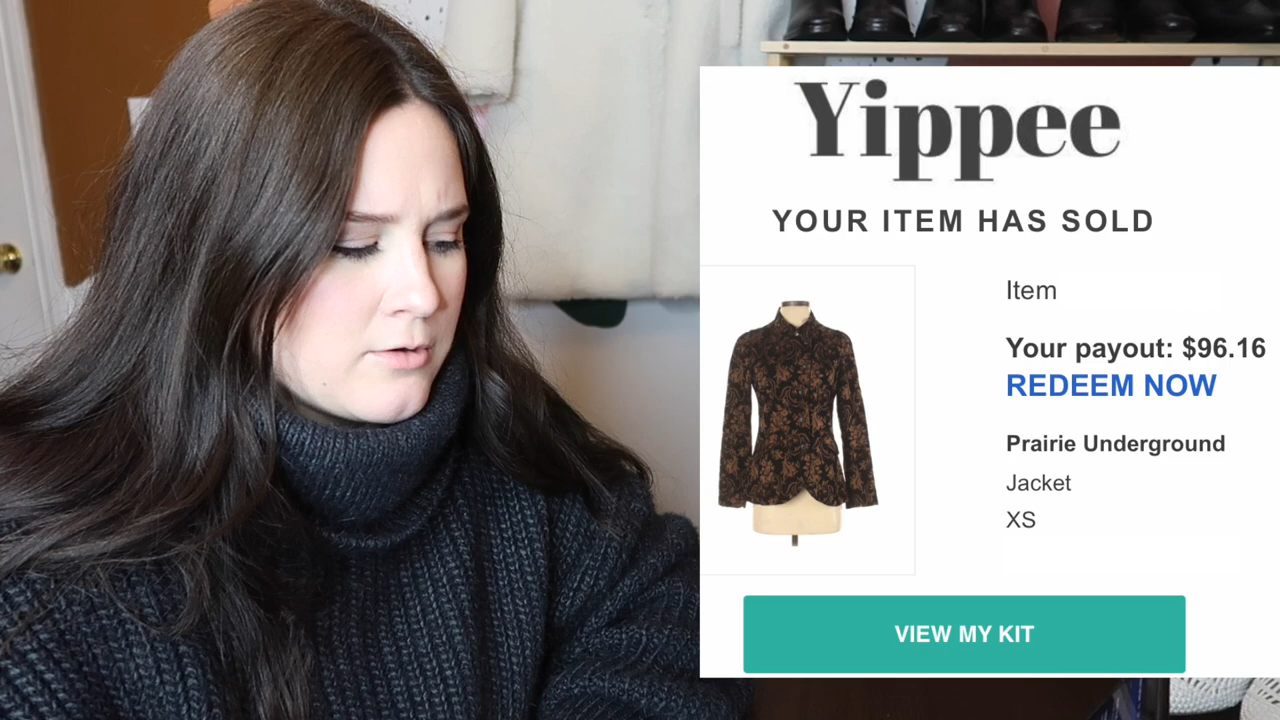 Yippee
YOUR ITEM HAS SOLD
Item
Your payout: $96.16
REDEEM NOW
Prairie Underground
Jacket
XS
VIEW MY KIT